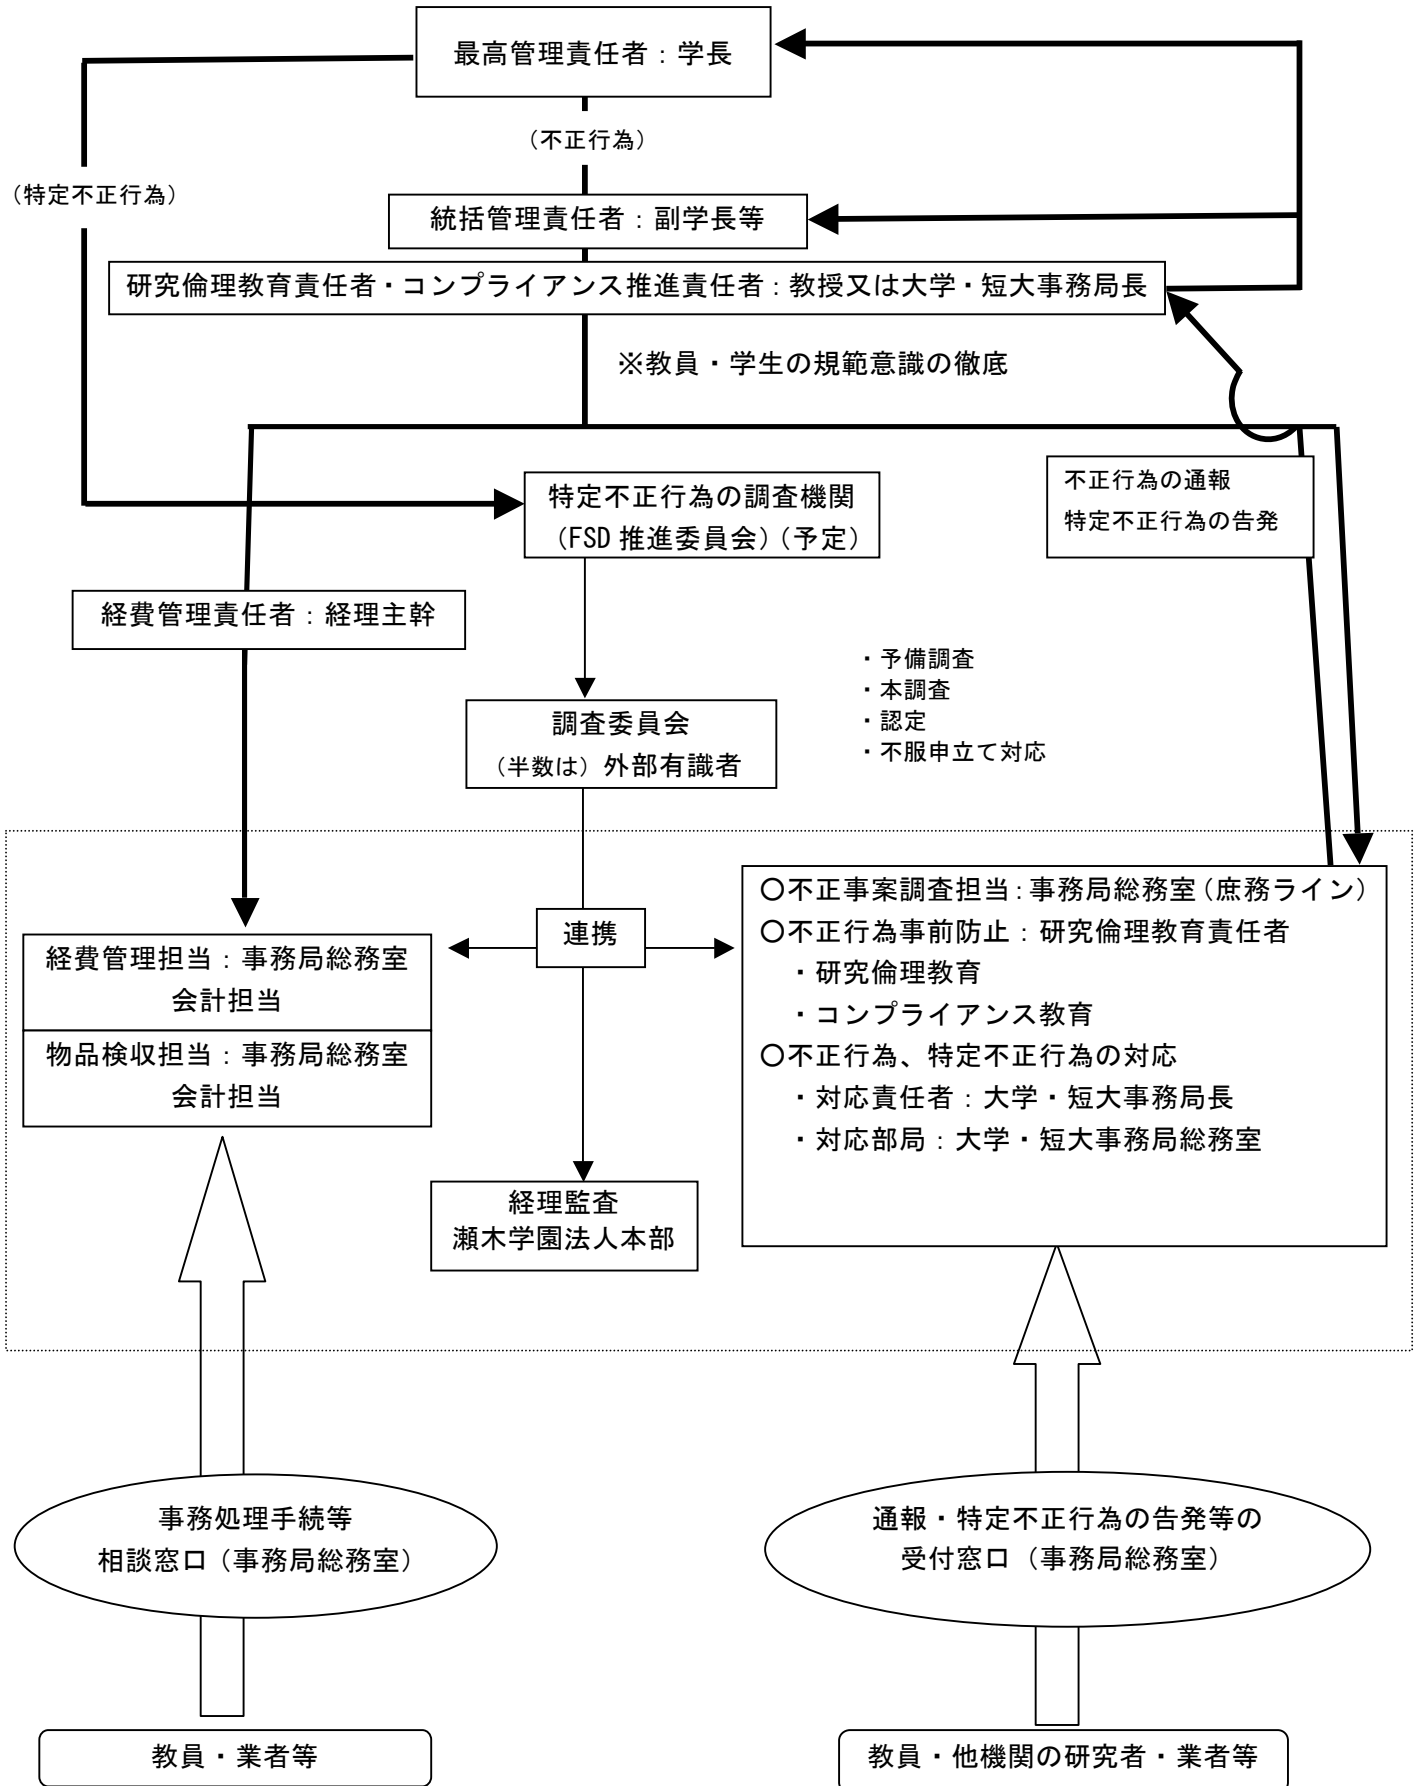 最高管理責任者：学長
（不正行為）
（特定不正行為）
統括管理責任者：副学長等
研究倫理教育責任者・コンプライアンス推進責任者：教授又は大学・短大事務局長
※教員・学生の規範意識の徹底
不正行為の通報
特定不正行為の告発
特定不正行為の調査機関
（FSD 推進委員会）（予定）
経費管理責任者：経理主幹
・予備調査
・本調査
・認定
・不服申立て対応
調査委員会
（半数は）外部有識者
連携
経費管理担当：事務局総務室
会計担当
物品検収担当：事務局総務室
会計担当
〇不正事案調査担当：事務局総務室（庶務ライン）
〇不正行為事前防止：研究倫理教育責任者
・研究倫理教育
・コンプライアンス教育
〇不正行為、特定不正行為の対応
・対応責任者：大学・短大事務局長
・対応部局：大学・短大事務局総務室
経理監査
瀬木学園法人本部
事務処理手続等
相談窓口（事務局総務室）
通報・特定不正行為の告発等の
受付窓口（事務局総務室）
教員・業者等
教員・他機関の研究者・業者等